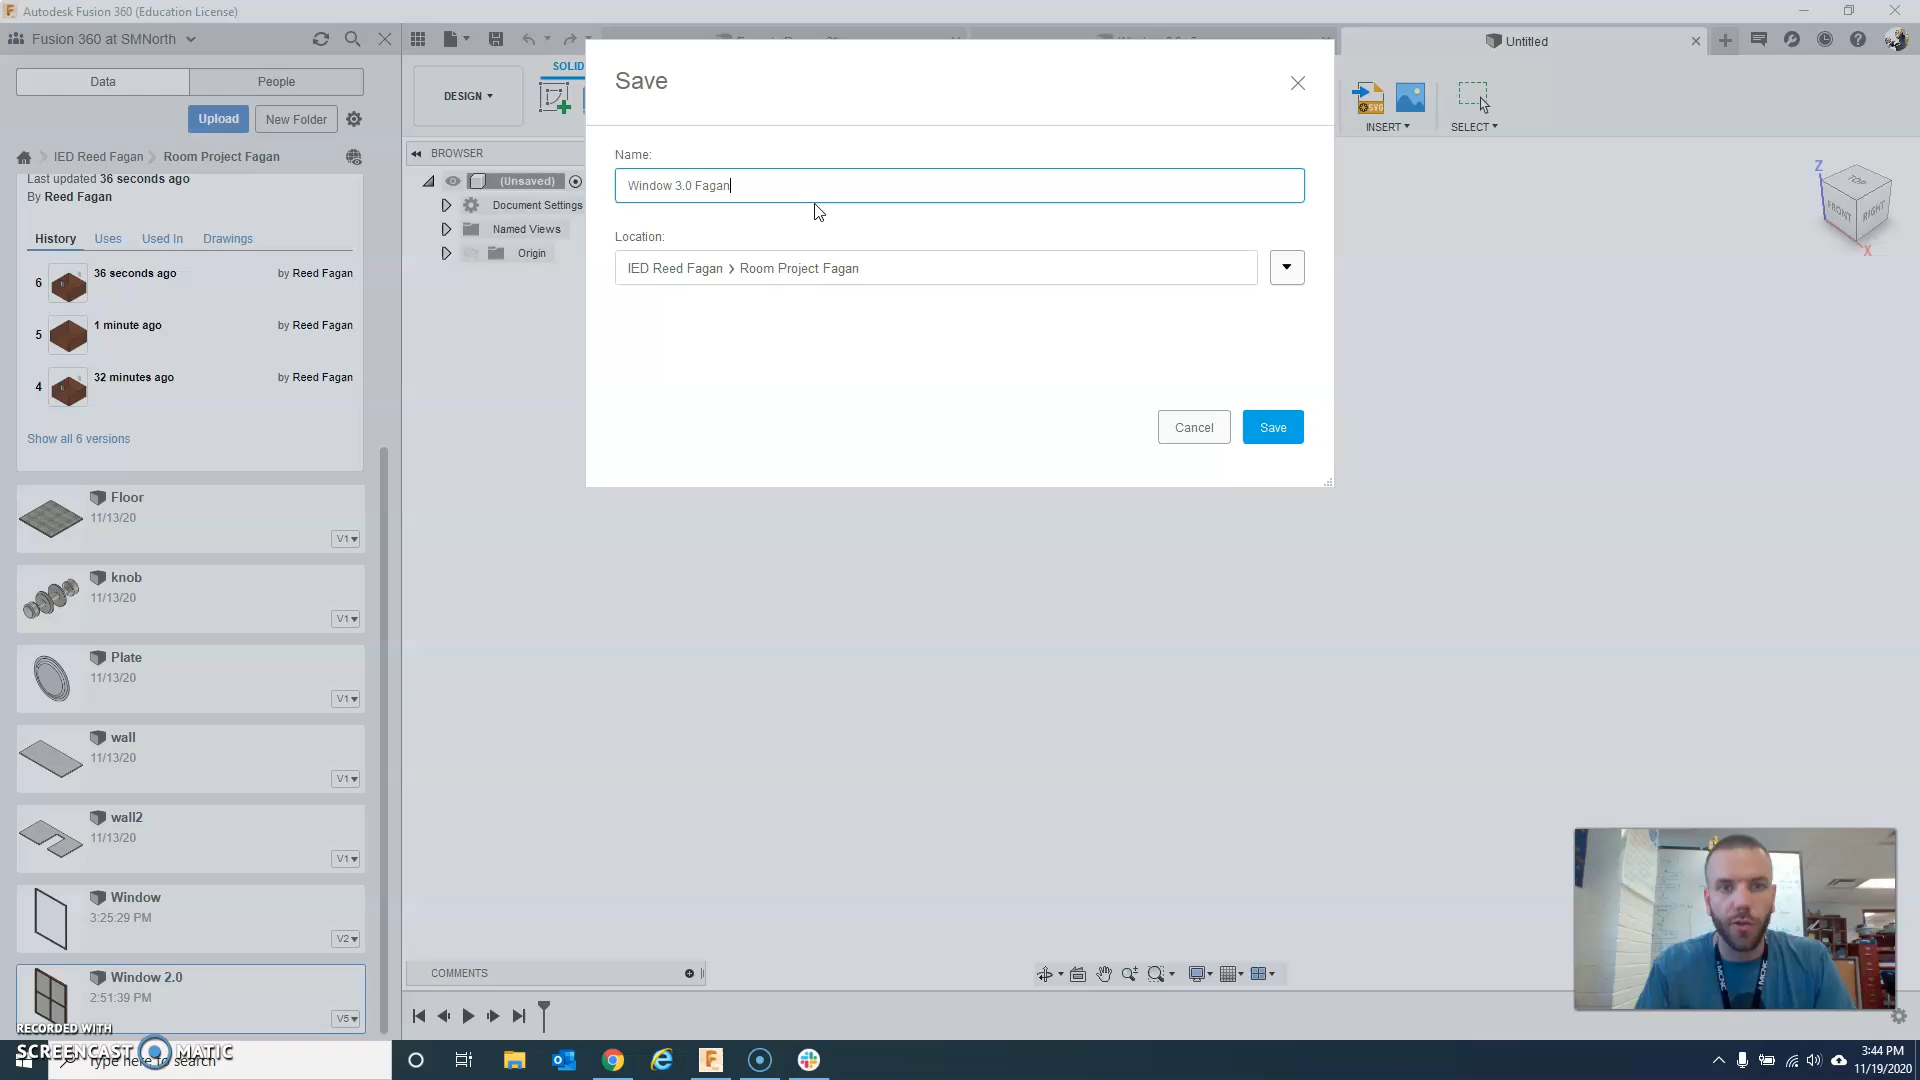 Autodesk Fusion 360 (Education License)
Fusion 360 at SMNorth
Untitled
Data
People
Upload
New Folder
IED Reed Fagan
Room Project Fagan
Last updated 36 seconds ago
By Reed Fagan
History
Uses
Used In
Drawings
6
36 seconds ago
by Reed Fagan
5
1 minute ago
by Reed Fagan
4
32 minutes ago
by Reed Fagan
Show all 6 versions
Floor
11/13/20
V1
knob
11/13/20
V1
Plate
11/13/20
V1
wall
11/13/20
V1
wall2
11/13/20
V1
Window
3:25:29 PM
V2
Window 2.0
2:51:39 PM
V5
DESIGN
SOLID
INSERT
SELECT
BROWSER
(Unsaved)
Document Settings
Named Views
Origin
Save
Name:
Window 3.0 Fagan
Location:
IED Reed Fagan > Room Project Fagan
Cancel
Save
Z
TOP
FRONT
RIGHT
X
COMMENTS
RECORDED WITH
SCREENCAST MATIC
Type here to search
3:44 PM
11/19/2020